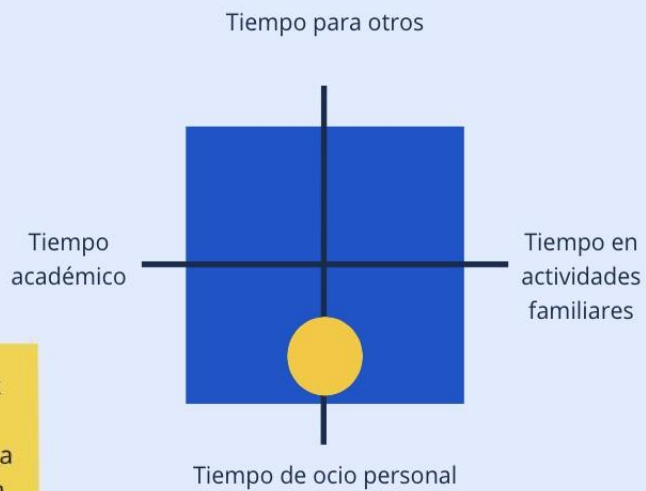 Tiempo para otros
Tiempo
académico
Tiempo en
actividades
familiares
a
Tiempo de ocio personal